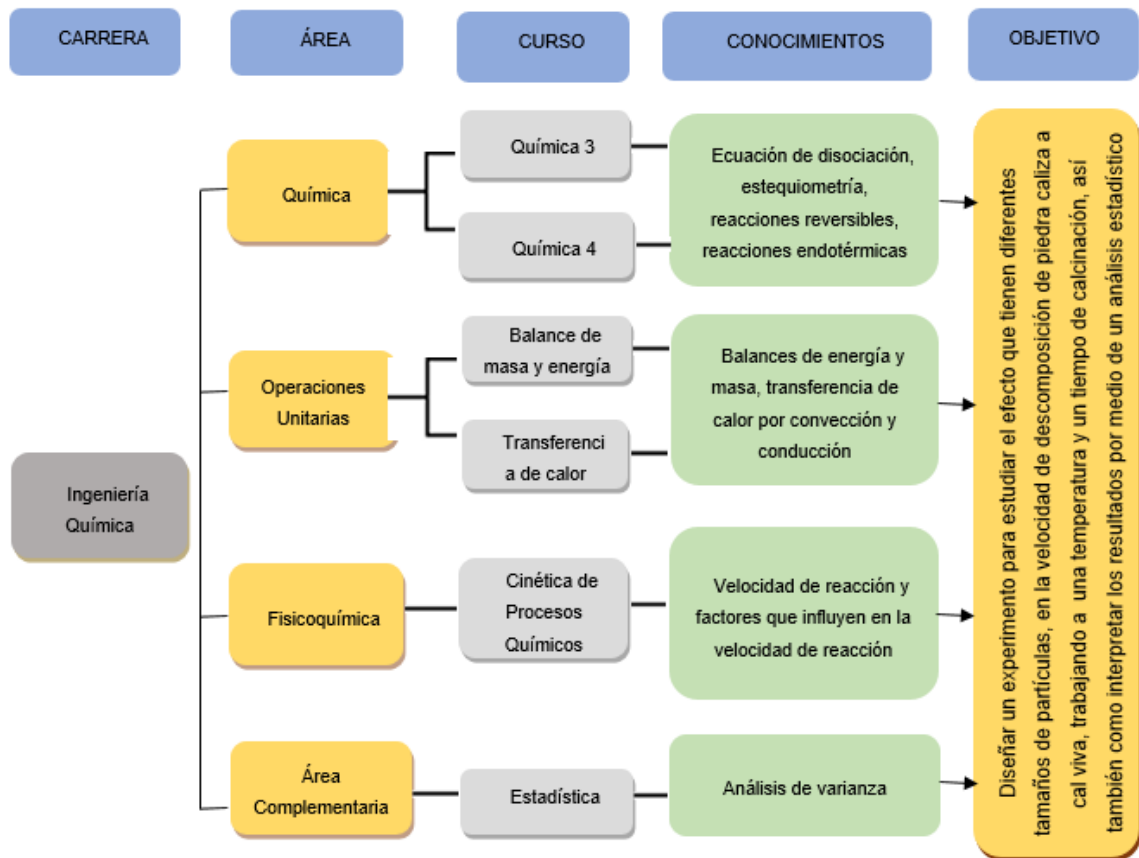 CARRERA
ÁREA
CURSO
CONOCIMIENTOS
OBJETIVO
Ingeniería
Química
Química
Química 3
Química 4
Ecuación de disociación,
estequiometría,
reacciones reversibles,
reacciones endotérmicas
Operaciones
Unitarias
Balance de
masa y energía
Transferenci
a de calor
Balances de energía y
masa, transferencia de
calor por convección y
conducción
Fisicoquímica
Cinética de
Procesos
Químicos
Velocidad de reacción y
factores que influyen en la
velocidad de reacción
Área
Complementaria
Estadística
Análisis de varianza
Diseñar un experimento para estudiar el efecto que tienen diferentes
tamaños de partículas, en la velocidad de descomposición de piedra caliza a
cal viva, trabajando a una temperatura y un tiempo de calcinación, así
también como interpretar los resultados por medio de un análisis estadístico